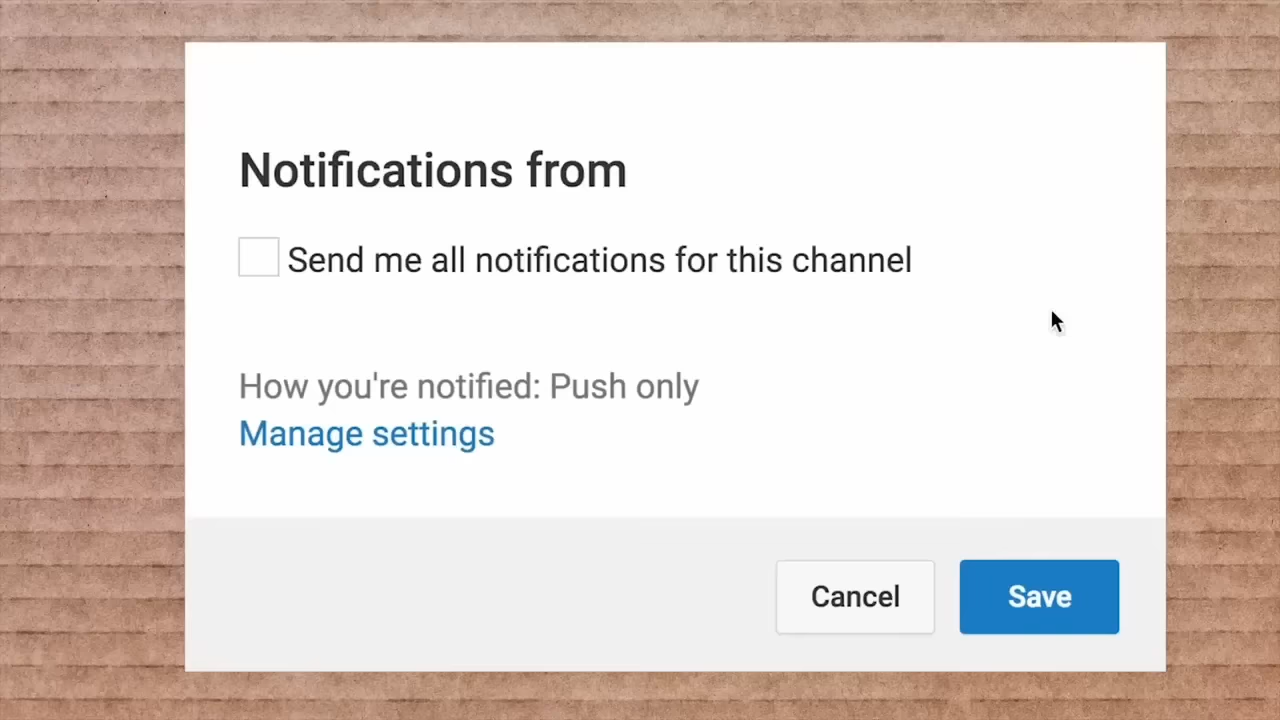 Notifications from
Send me all notifications for this channel
How you're notified: Push only
Manage settings
Cancel
Save